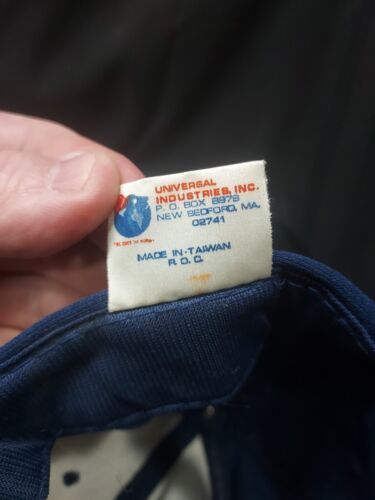 UNIVERSAL
INDUSTRIES, INC.
P. O. BOX 8978
NEW BEDFORD, MA.
02741
MADE IN-TAIWAN
R. O. C.